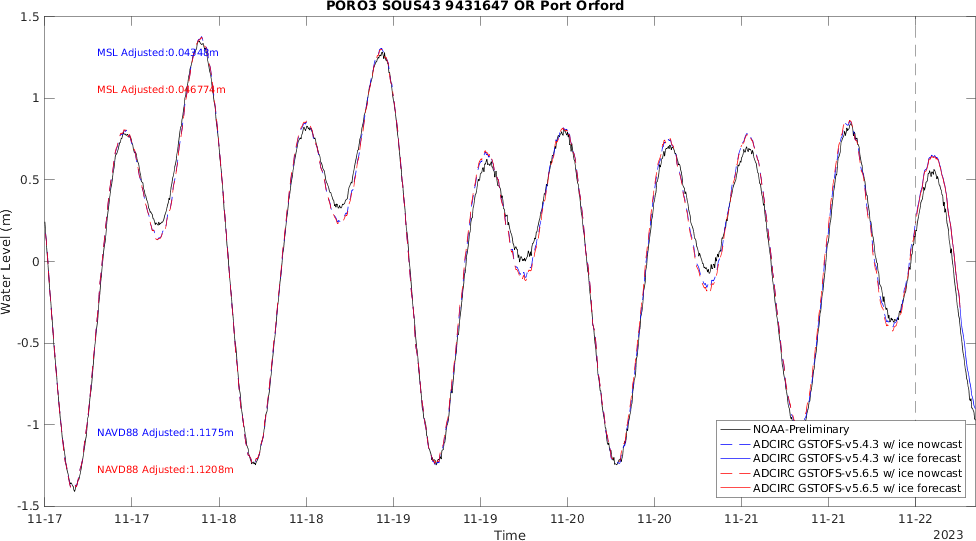 PORO3 SOUS43 9431647 OR Port Orford
1.5
1
0.5
0
-0.5
-1
-1.5
Water Level (m)
MSL Adjusted:0.04348m
MSL Adjusted:0.046774m
NAVD88 Adjusted:1.1175m
NAVD88 Adjusted:1.1208m
NOAA-Preliminary
ADCIRC GSTOFS-v5.4.3 w/ ice nowcast
ADCIRC GSTOFS-v5.4.3 w/ ice forecast
ADCIRC GSTOFS-v5.6.5 w/ ice nowcast
ADCIRC GSTOFS-v5.6.5 w/ ice forecast
11-17 11-17 11-18 11-18 11-19 11-19 11-20 11-20 11-21 11-21 11-22
Time
2023